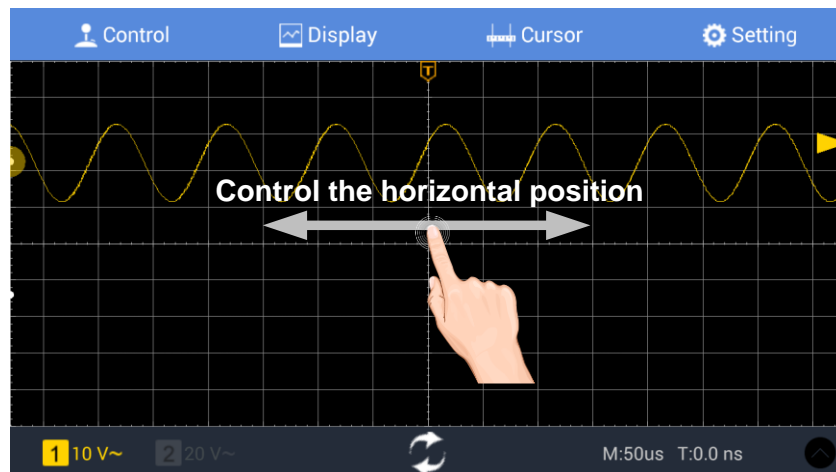 Control Display Cursor Setting
T
Control the horizontal position
1 10 V~ 2 20 V~ M:50us T:0.0 ns